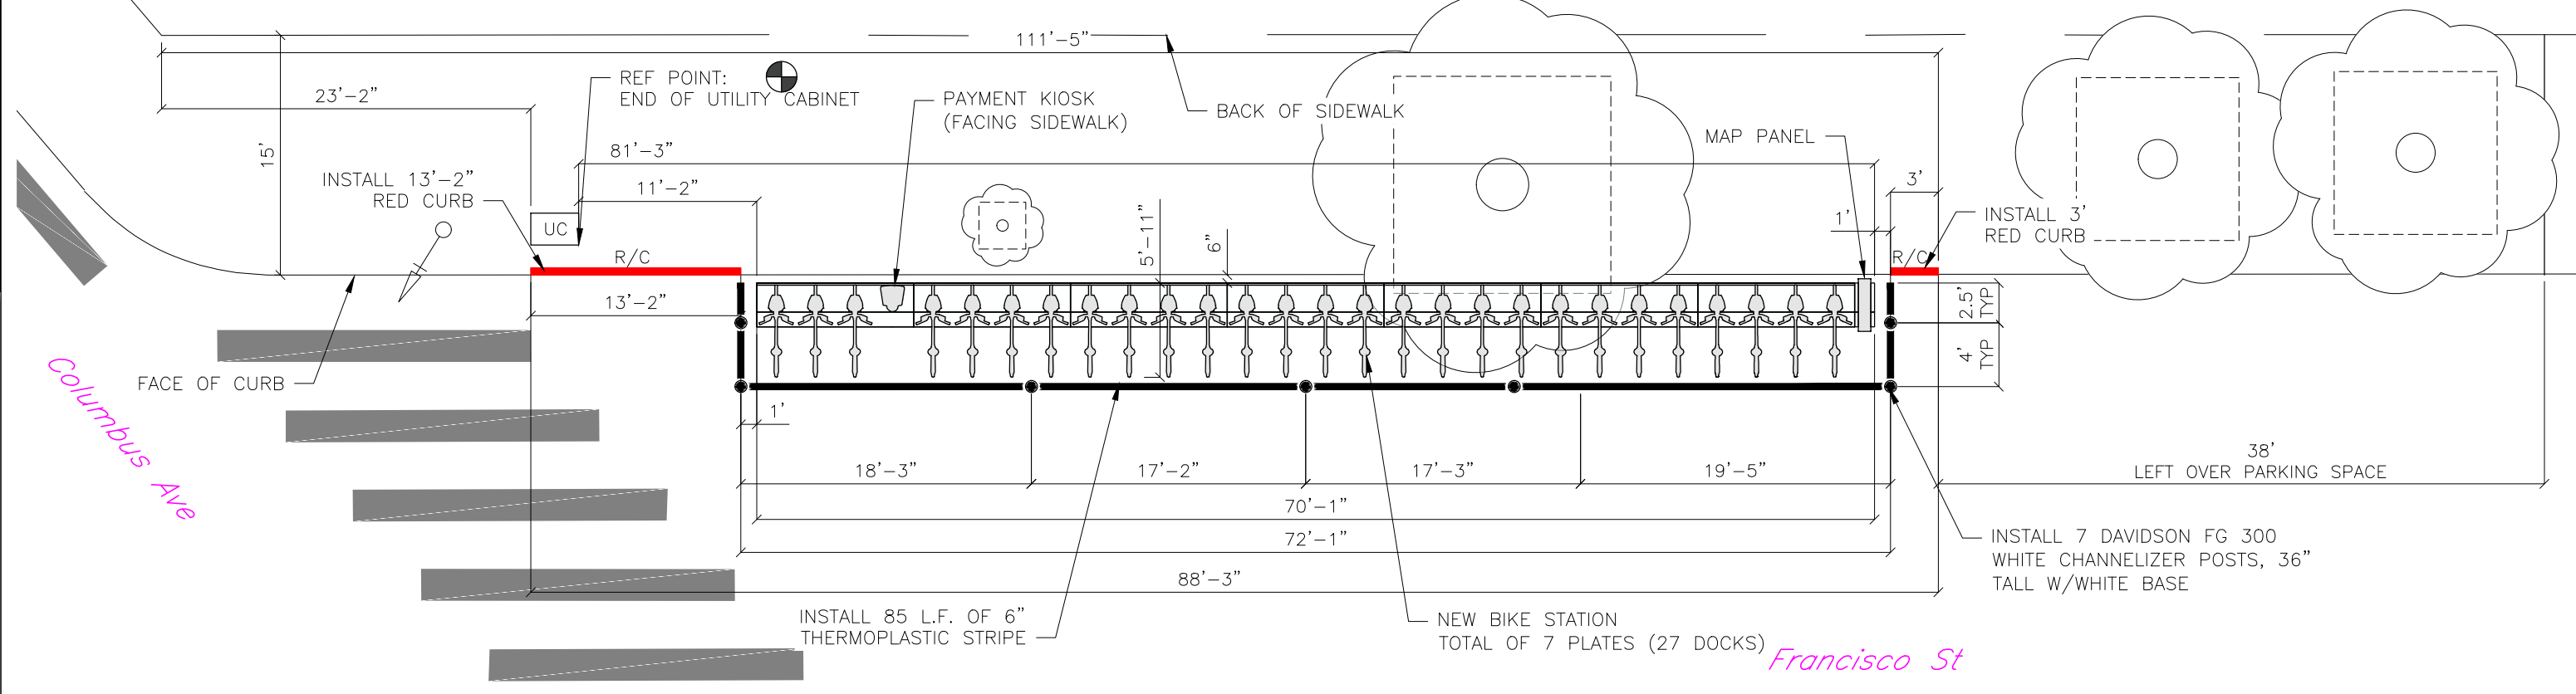 111'-5"
REF POINT:
END OF UTILITY CABINET
23'-2"
PAYMENT KIOSK
(FACING SIDEWALK)
BACK OF SIDEWALK
MAP PANEL
15'
81'-3"
INSTALL 13'-2"
RED CURB
11'-2"
3'
INSTALL 3'
RED CURB
UC
5'-11"
6"
1'
R/C
R/C
13'-2"
2.5'
TYP
4'
TYP
FACE OF CURB
Columbus Ave
1'
18'-3"
17'-2"
17'-3"
19'-5"
38'
LEFT OVER PARKING SPACE
70'-1"
72'-1"
88'-3"
INSTALL 7 DAVIDSON FG 300
WHITE CHANNELIZER POSTS, 36"
TALL W/WHITE BASE
INSTALL 85 L.F. OF 6"
THERMOPLASTIC STRIPE
NEW BIKE STATION
TOTAL OF 7 PLATES (27 DOCKS)
Francisco St